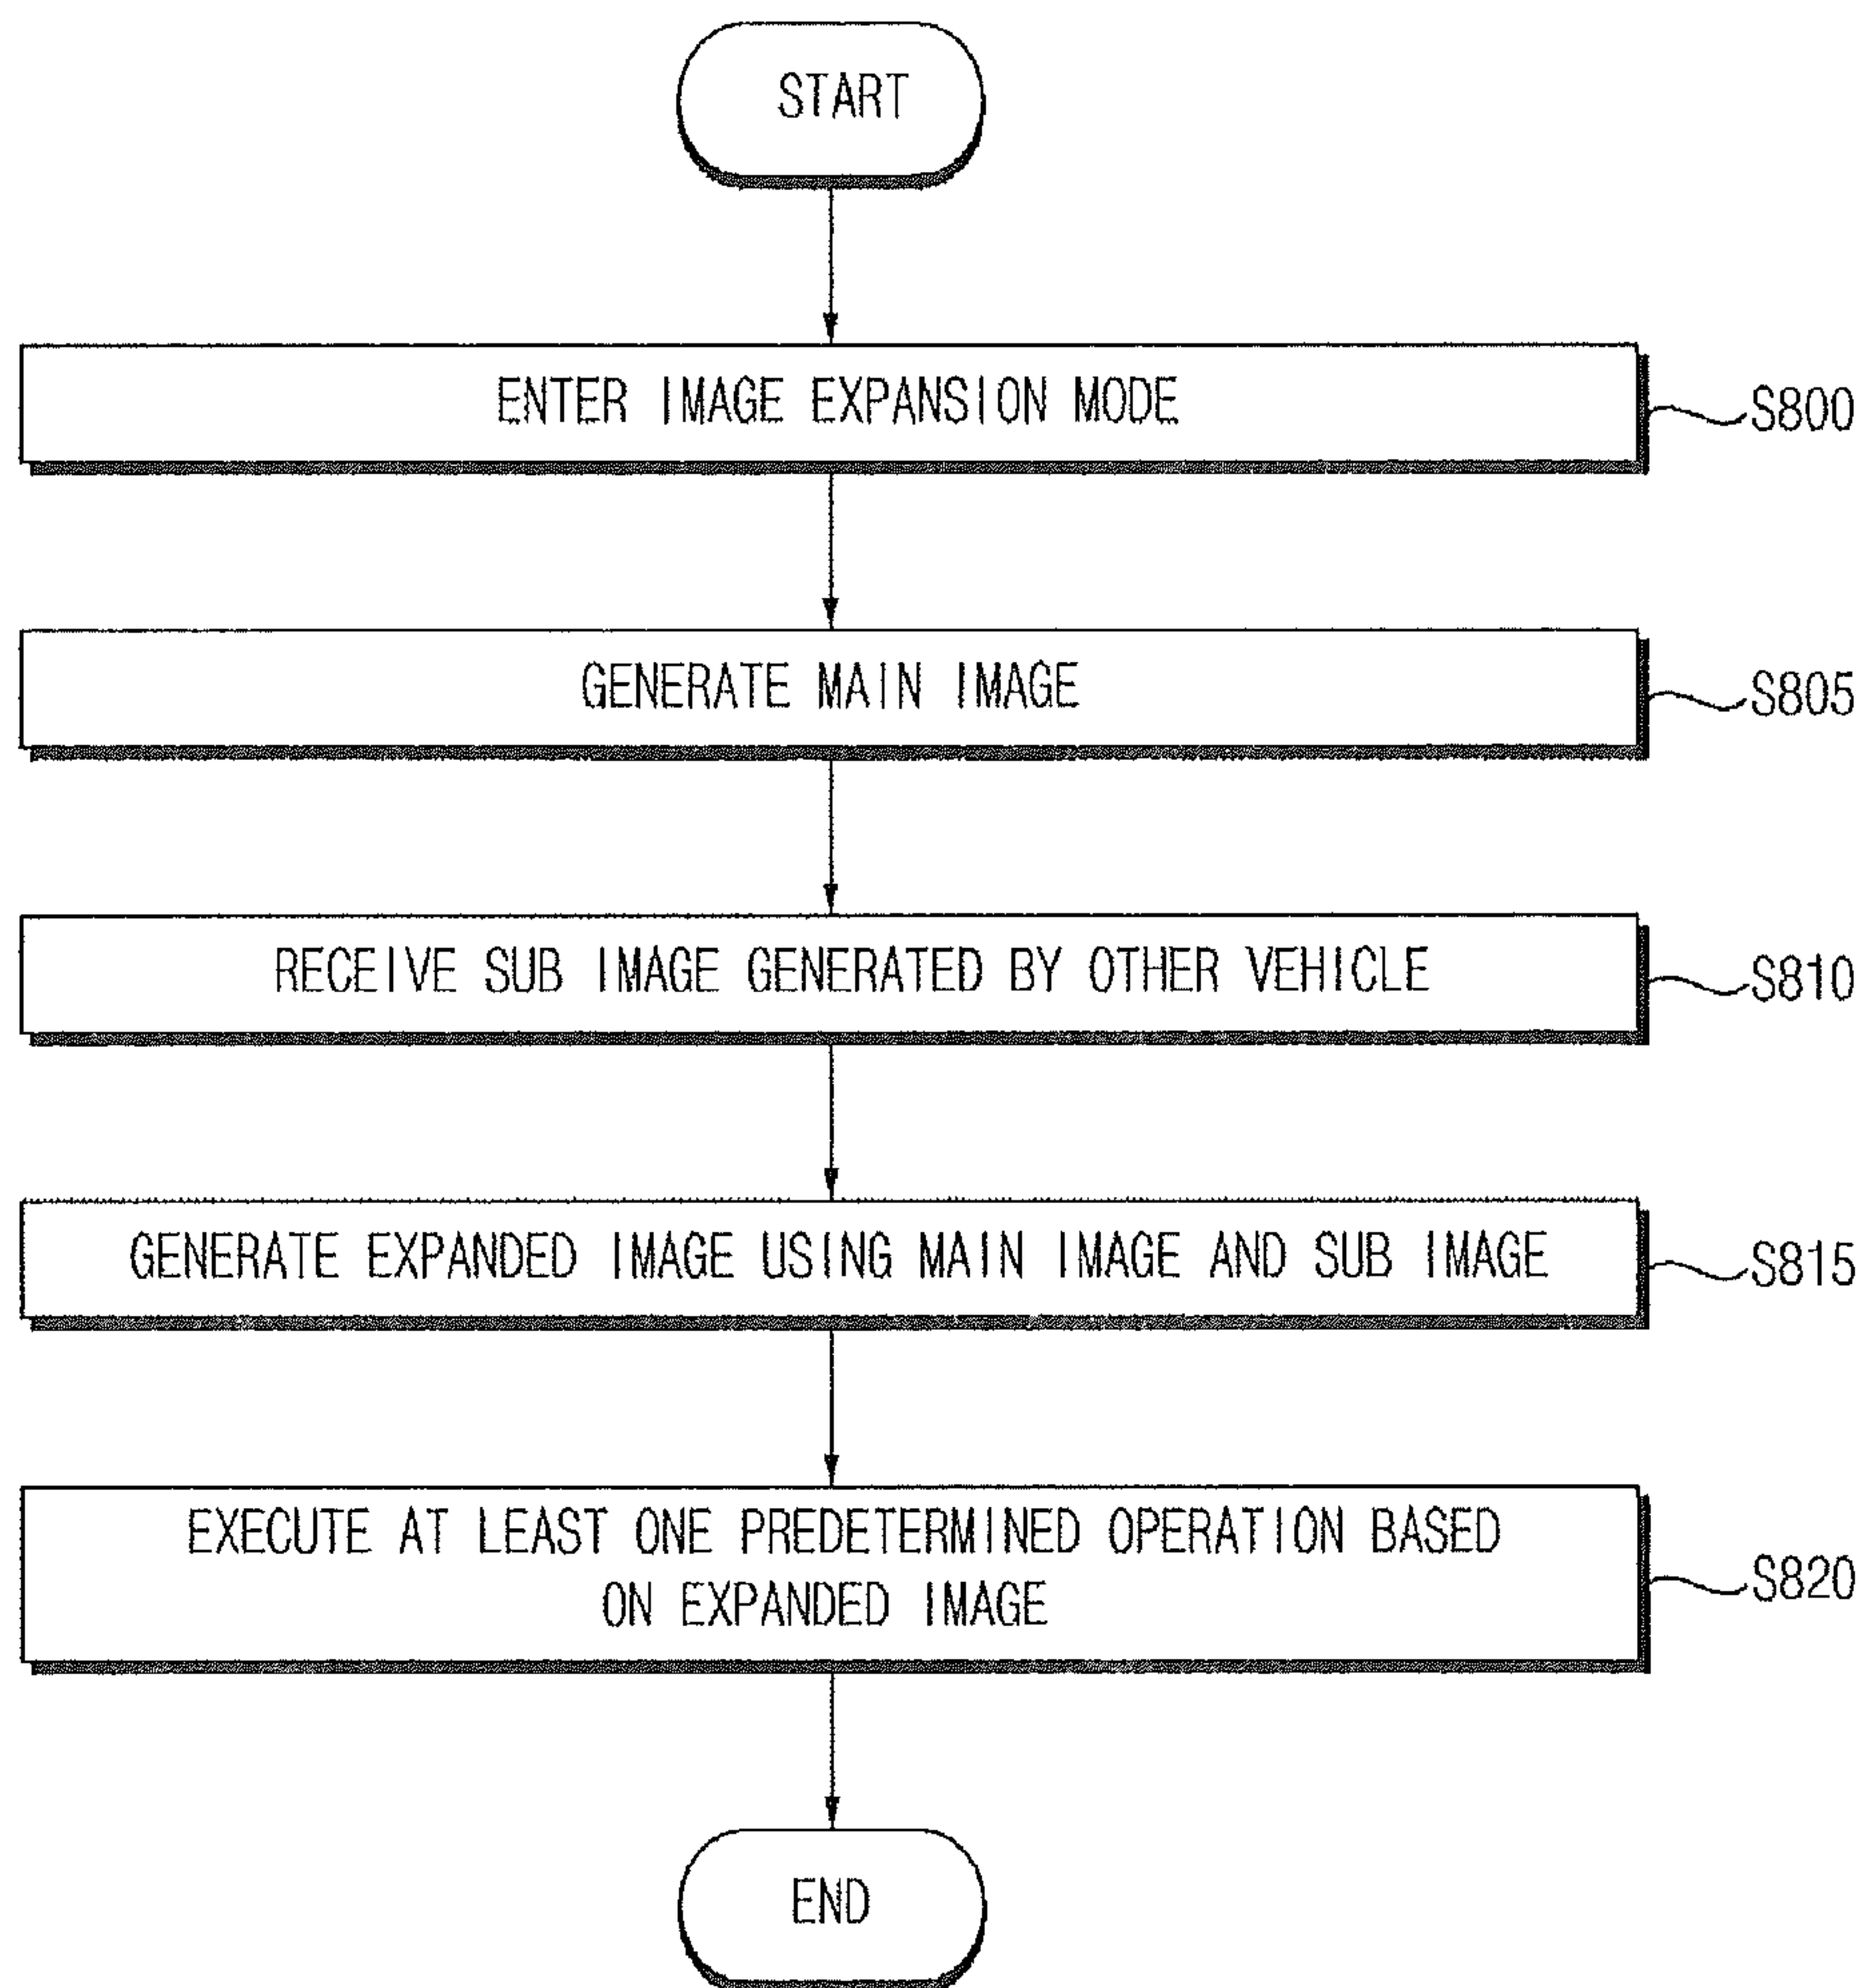 START
ENTER IMAGE EXPANSION MODE
S800
GENERATE MAIN IMAGE
S805
RECEIVE SUB IMAGE GENERATED BY OTHER VEHICLE
S810
GENERATE EXPANDED IMAGE USING MAIN IMAGE AND SUB IMAGE
S815
EXECUTE AT LEAST ONE PREDETERMINED OPERATION BASED
ON EXPANDED IMAGE
S820
END